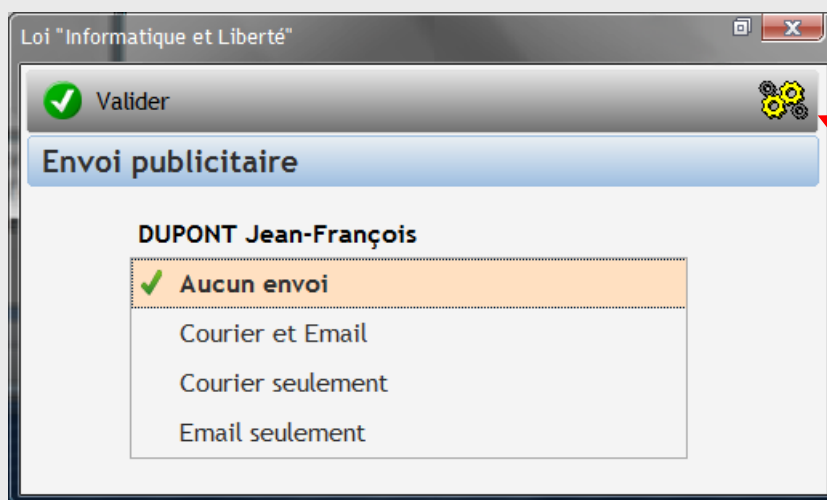 Loi "Informatique et Liberté"
Valider
Envoi publicitaire
DUPONT Jean-François
Aucun envoi
Courier et Email
Courier seulement
Email seulement